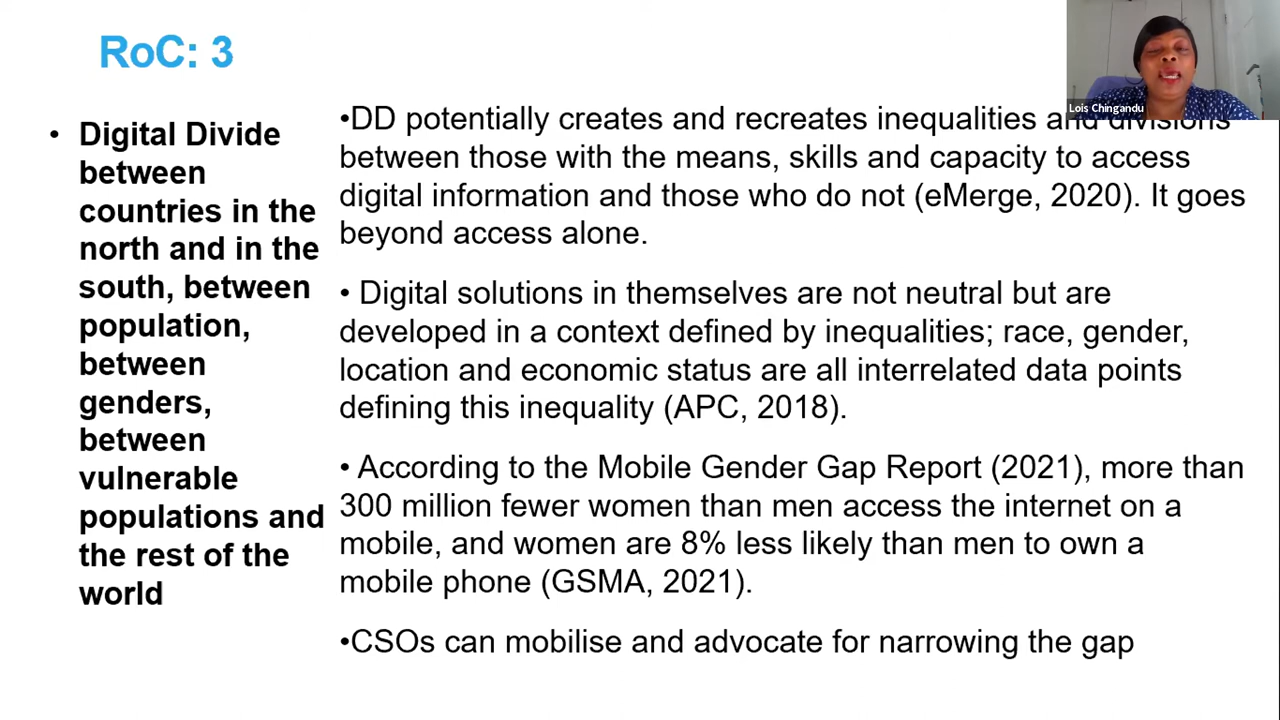 RoC: 3
• Digital Divide
between
countries in the
north and in the
south, between
population,
between
genders,
between
vulnerable
populations and
the rest of the
world
•DD potentially creates and recreates inequalities and divisions
between those with the means, skills and capacity to access
digital information and those who do not (eMerge, 2020). It goes
beyond access alone.
• Digital solutions in themselves are not neutral but are
developed in a context defined by inequalities; race, gender,
location and economic status are all interrelated data points
defining this inequality (APC, 2018).
• According to the Mobile Gender Gap Report (2021), more than
300 million fewer women than men access the internet on a
mobile, and women are 8% less likely than men to own a
mobile phone (GSMA, 2021).
•CSOs can mobilise and advocate for narrowing the gap
Lois Chingandu